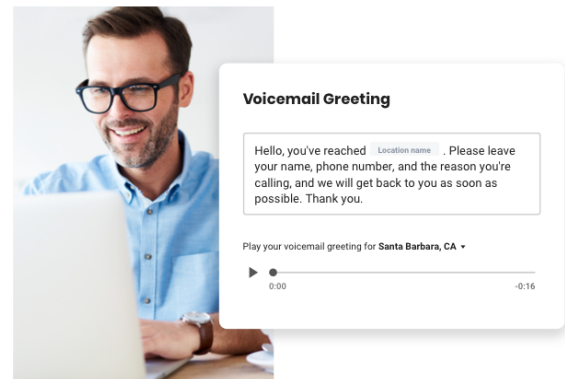 Voicemail Greeting
Hello, you've reached Location name . Please leave
your name, phone number, and the reason you're
calling, and we will get back to you as soon as
possible. Thank you.
Play your voicemail greeting for Santa Barbara, CA
0:00
-0:16